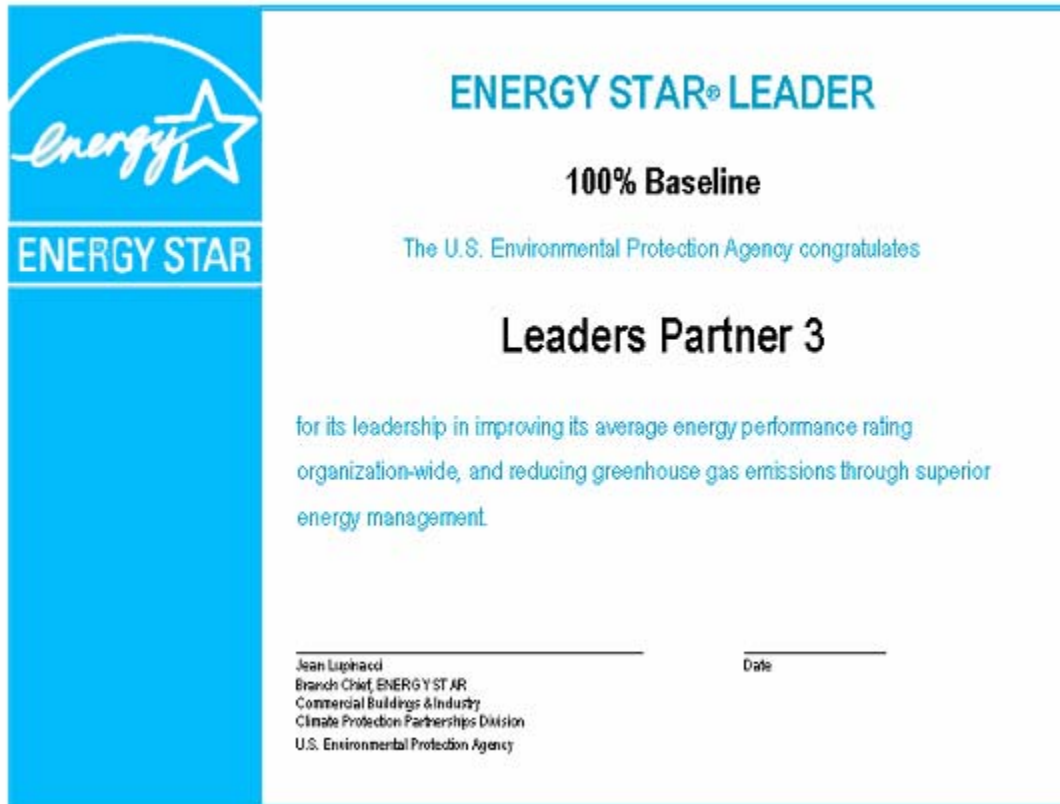 energy
ENERGY STAR
ENERGY STAR® LEADER
100% Baseline
The U.S. Environmental Protection Agency congratulates
Leaders Partner 3
for its leadership in improving its average energy performance rating
organization-wide, and reducing greenhouse gas emissions through superior
energy management.
Jean Lupinacci
Branch Chief, ENERGY STAR
Commercial Buildings & Industry
Climate Protection Partnerships Division
U.S. Environmental Protection Agency
Date